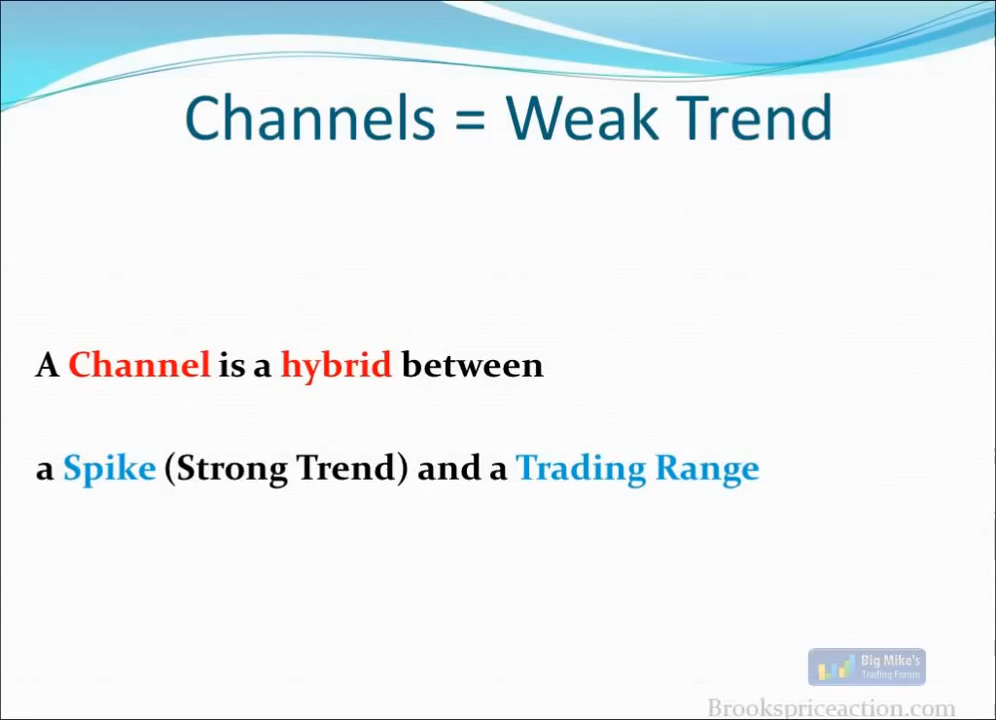 Channels = Weak Trend
A Channel is a hybrid between
a Spike (Strong Trend) and a Trading Range
Big Mike's
Trading Forum
Brookspriceaction.com